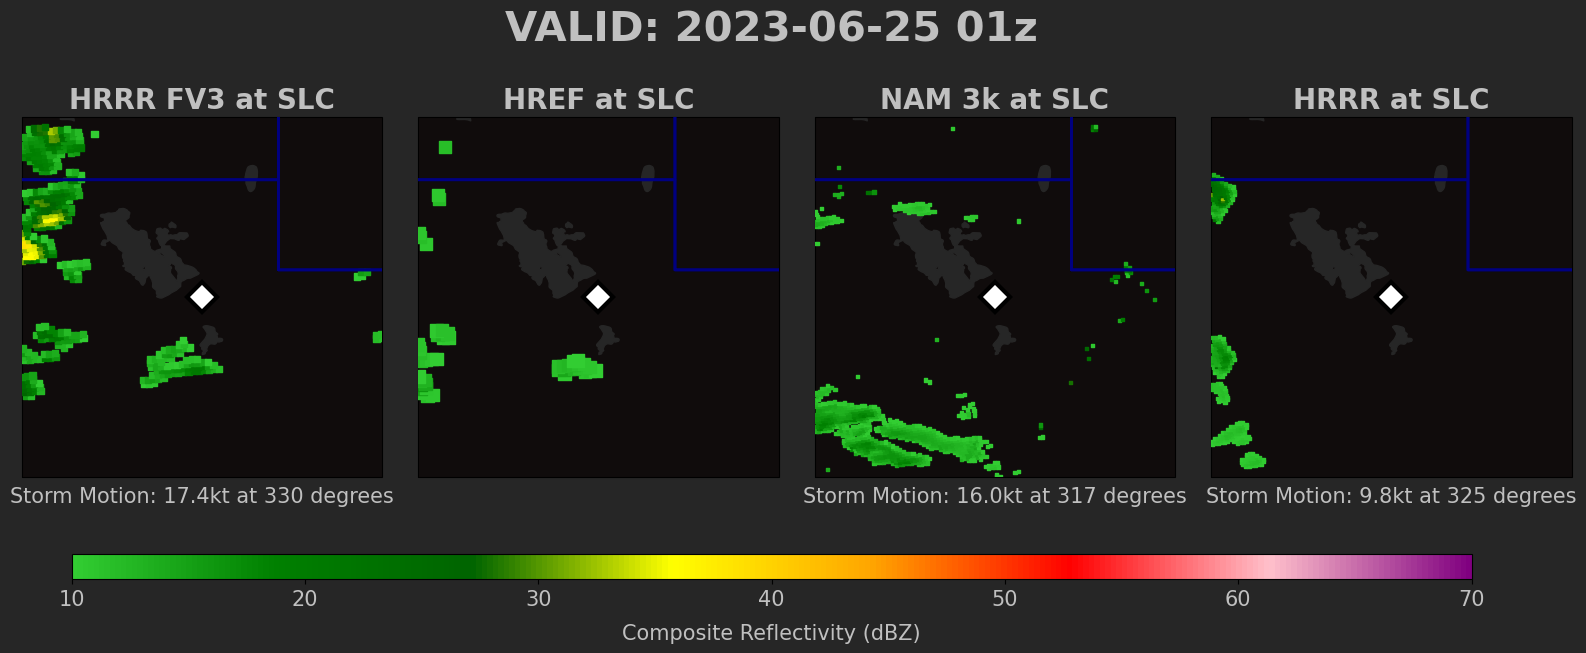 VALID: 2023-06-25 01z
HRRR FV3 at SLC
HREF at SLC
NAM 3k at SLC
HRRR at SLC
Storm Motion: 17.4kt at 330 degrees
Storm Motion: 16.0kt at 317 degrees
Storm Motion: 9.8kt at 325 degrees
10 20 30 40 50 60 70
Composite Reflectivity (dBZ)